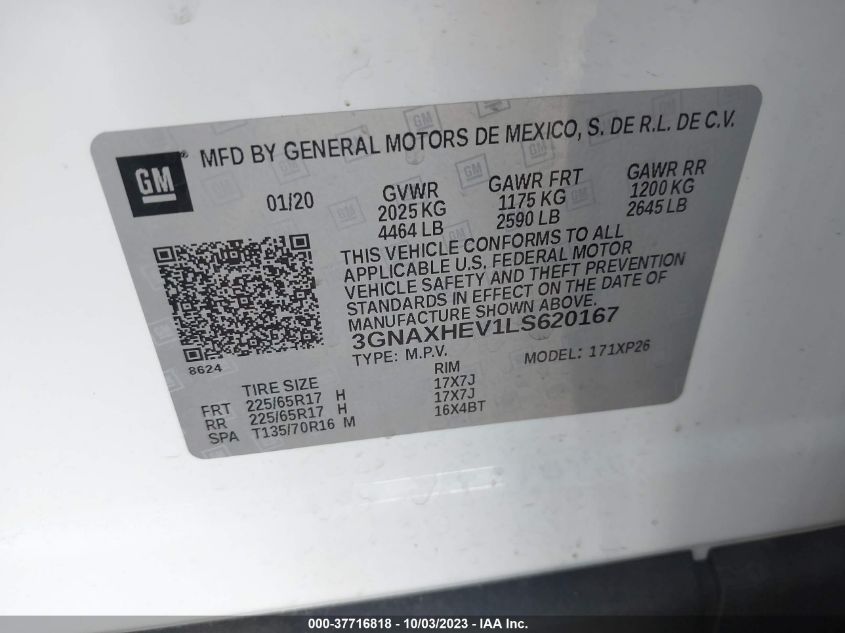 GM ® MFD BY GENERAL MOTORS DE MEXICO, S. DE R.L. DE C.V.
01/20 GVWR GAWR FRT GAWR RR
2025 KG 1175 KG 1200 KG
4464 LB 2590 LB 2645 LB
THIS VEHICLE CONFORMS TO ALL
APPLICABLE U.S. FEDERAL MOTOR
VEHICLE SAFETY AND THEFT PREVENTION
STANDARDS IN EFFECT ON THE DATE OF
MANUFACTURE SHOWN ABOVE.
3GNAXHEV1LS620167
8624
TYPE: M.P.V. MODEL: 171XP26
TIRE SIZE RIM
FRT 225/65R17 H 17X7J
RR 225/65R17 H 17X7J
SPA T135/70R16 M 16X4BT
000-37716818 - 10/03/2023 - IAA Inc.